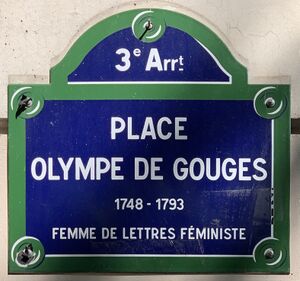 3e Arrt
PLACE
OLYMPE DE GOUGES
1748 - 1793
FEMME DE LETTRES FÉMINISTE